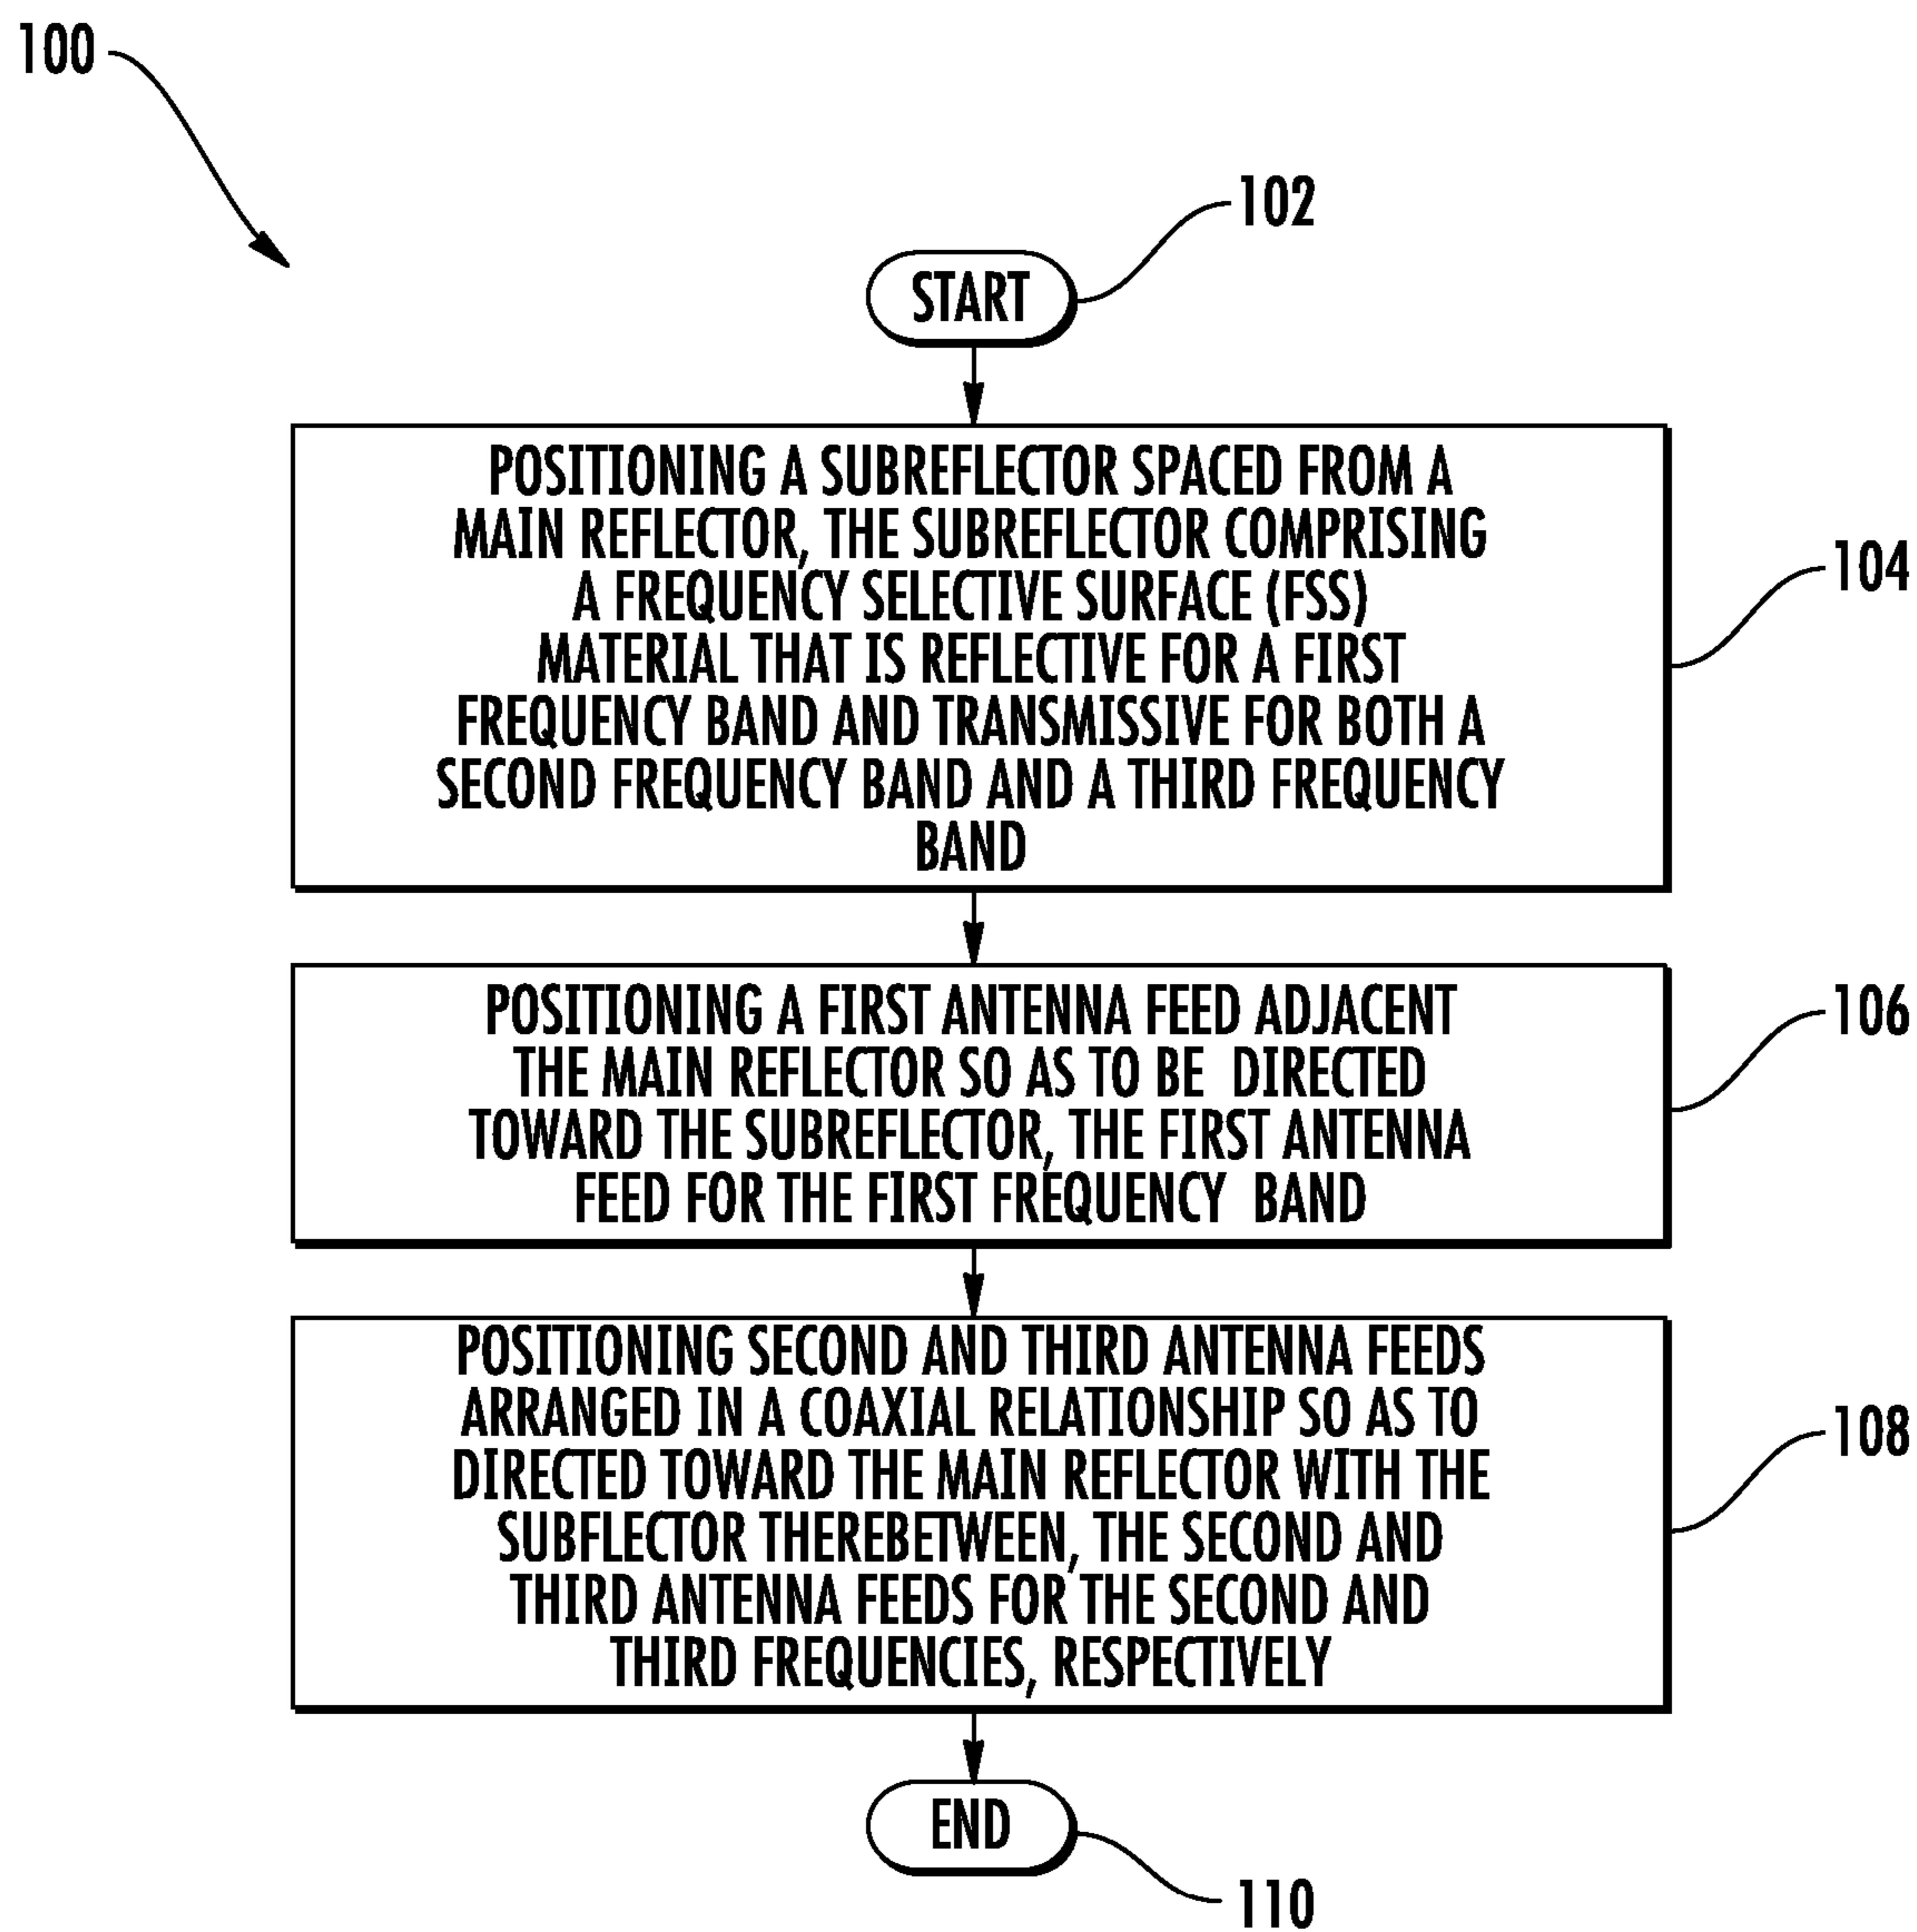 100
102
START
POSITIONING A SUBREFLECTOR SPACED FROM A
MAIN REFLECTOR, THE SUBREFLECTOR COMPRISING
A FREQUENCY SELECTIVE SURFACE (FSS)
MATERIAL THAT IS REFLECTIVE FOR A FIRST
FREQUENCY BAND AND TRANSMISSIVE FOR BOTH A
SECOND FREQUENCY BAND AND A THIRD FREQUENCY
BAND
104
POSITIONING A FIRST ANTENNA FEED ADJACENT
THE MAIN REFLECTOR SO AS TO BE DIRECTED
TOWARD THE SUBREFLECTOR, THE FIRST ANTENNA
FEED FOR THE FIRST FREQUENCY BAND
106
POSITIONING SECOND AND THIRD ANTENNA FEEDS
ARRANGED IN A COAXIAL RELATIONSHIP SO AS TO
DIRECTED TOWARD THE MAIN REFLECTOR WITH THE
SUBFLECTOR THEREBETWEEN, THE SECOND AND
THIRD ANTENNA FEEDS FOR THE SECOND AND
THIRD FREQUENCIES, RESPECTIVELY
108
END
110